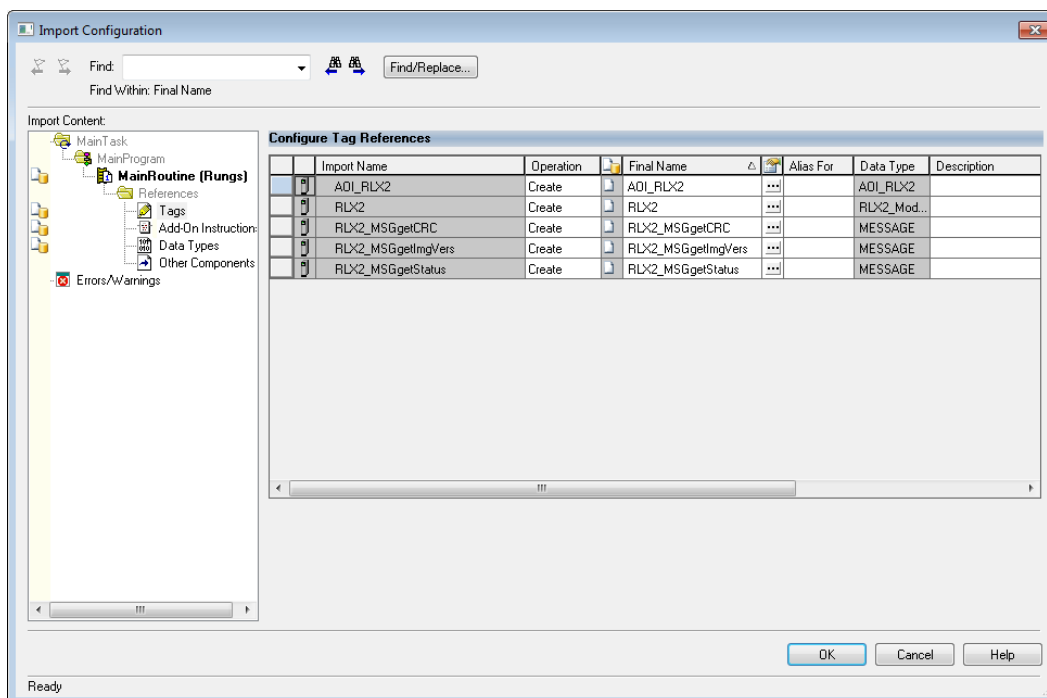 Import Configuration
Find:
Find/Replace...
Find Within: Final Name
Import Content:
MainTask
MainProgram
MainRoutine (Rungs)
References
Tags
Add-On Instruction:
Data Types
Other Components
Errors/Warnings
Configure Tag References
Import Name Operation Final Name Alias For Data Type Description
AOI_RLX2 Create AOI_RLX2 ... AOI_RLX2
RLX2 Create RLX2 ... RLX2_Mod...
RLX2_MSGgetCRC Create RLX2_MSGgetCRC ... MESSAGE
RLX2_MSGgetImgVers Create RLX2_MSGgetImgVers ... MESSAGE
RLX2_MSGgetStatus Create RLX2_MSGgetStatus ... MESSAGE
OK Cancel Help
Ready